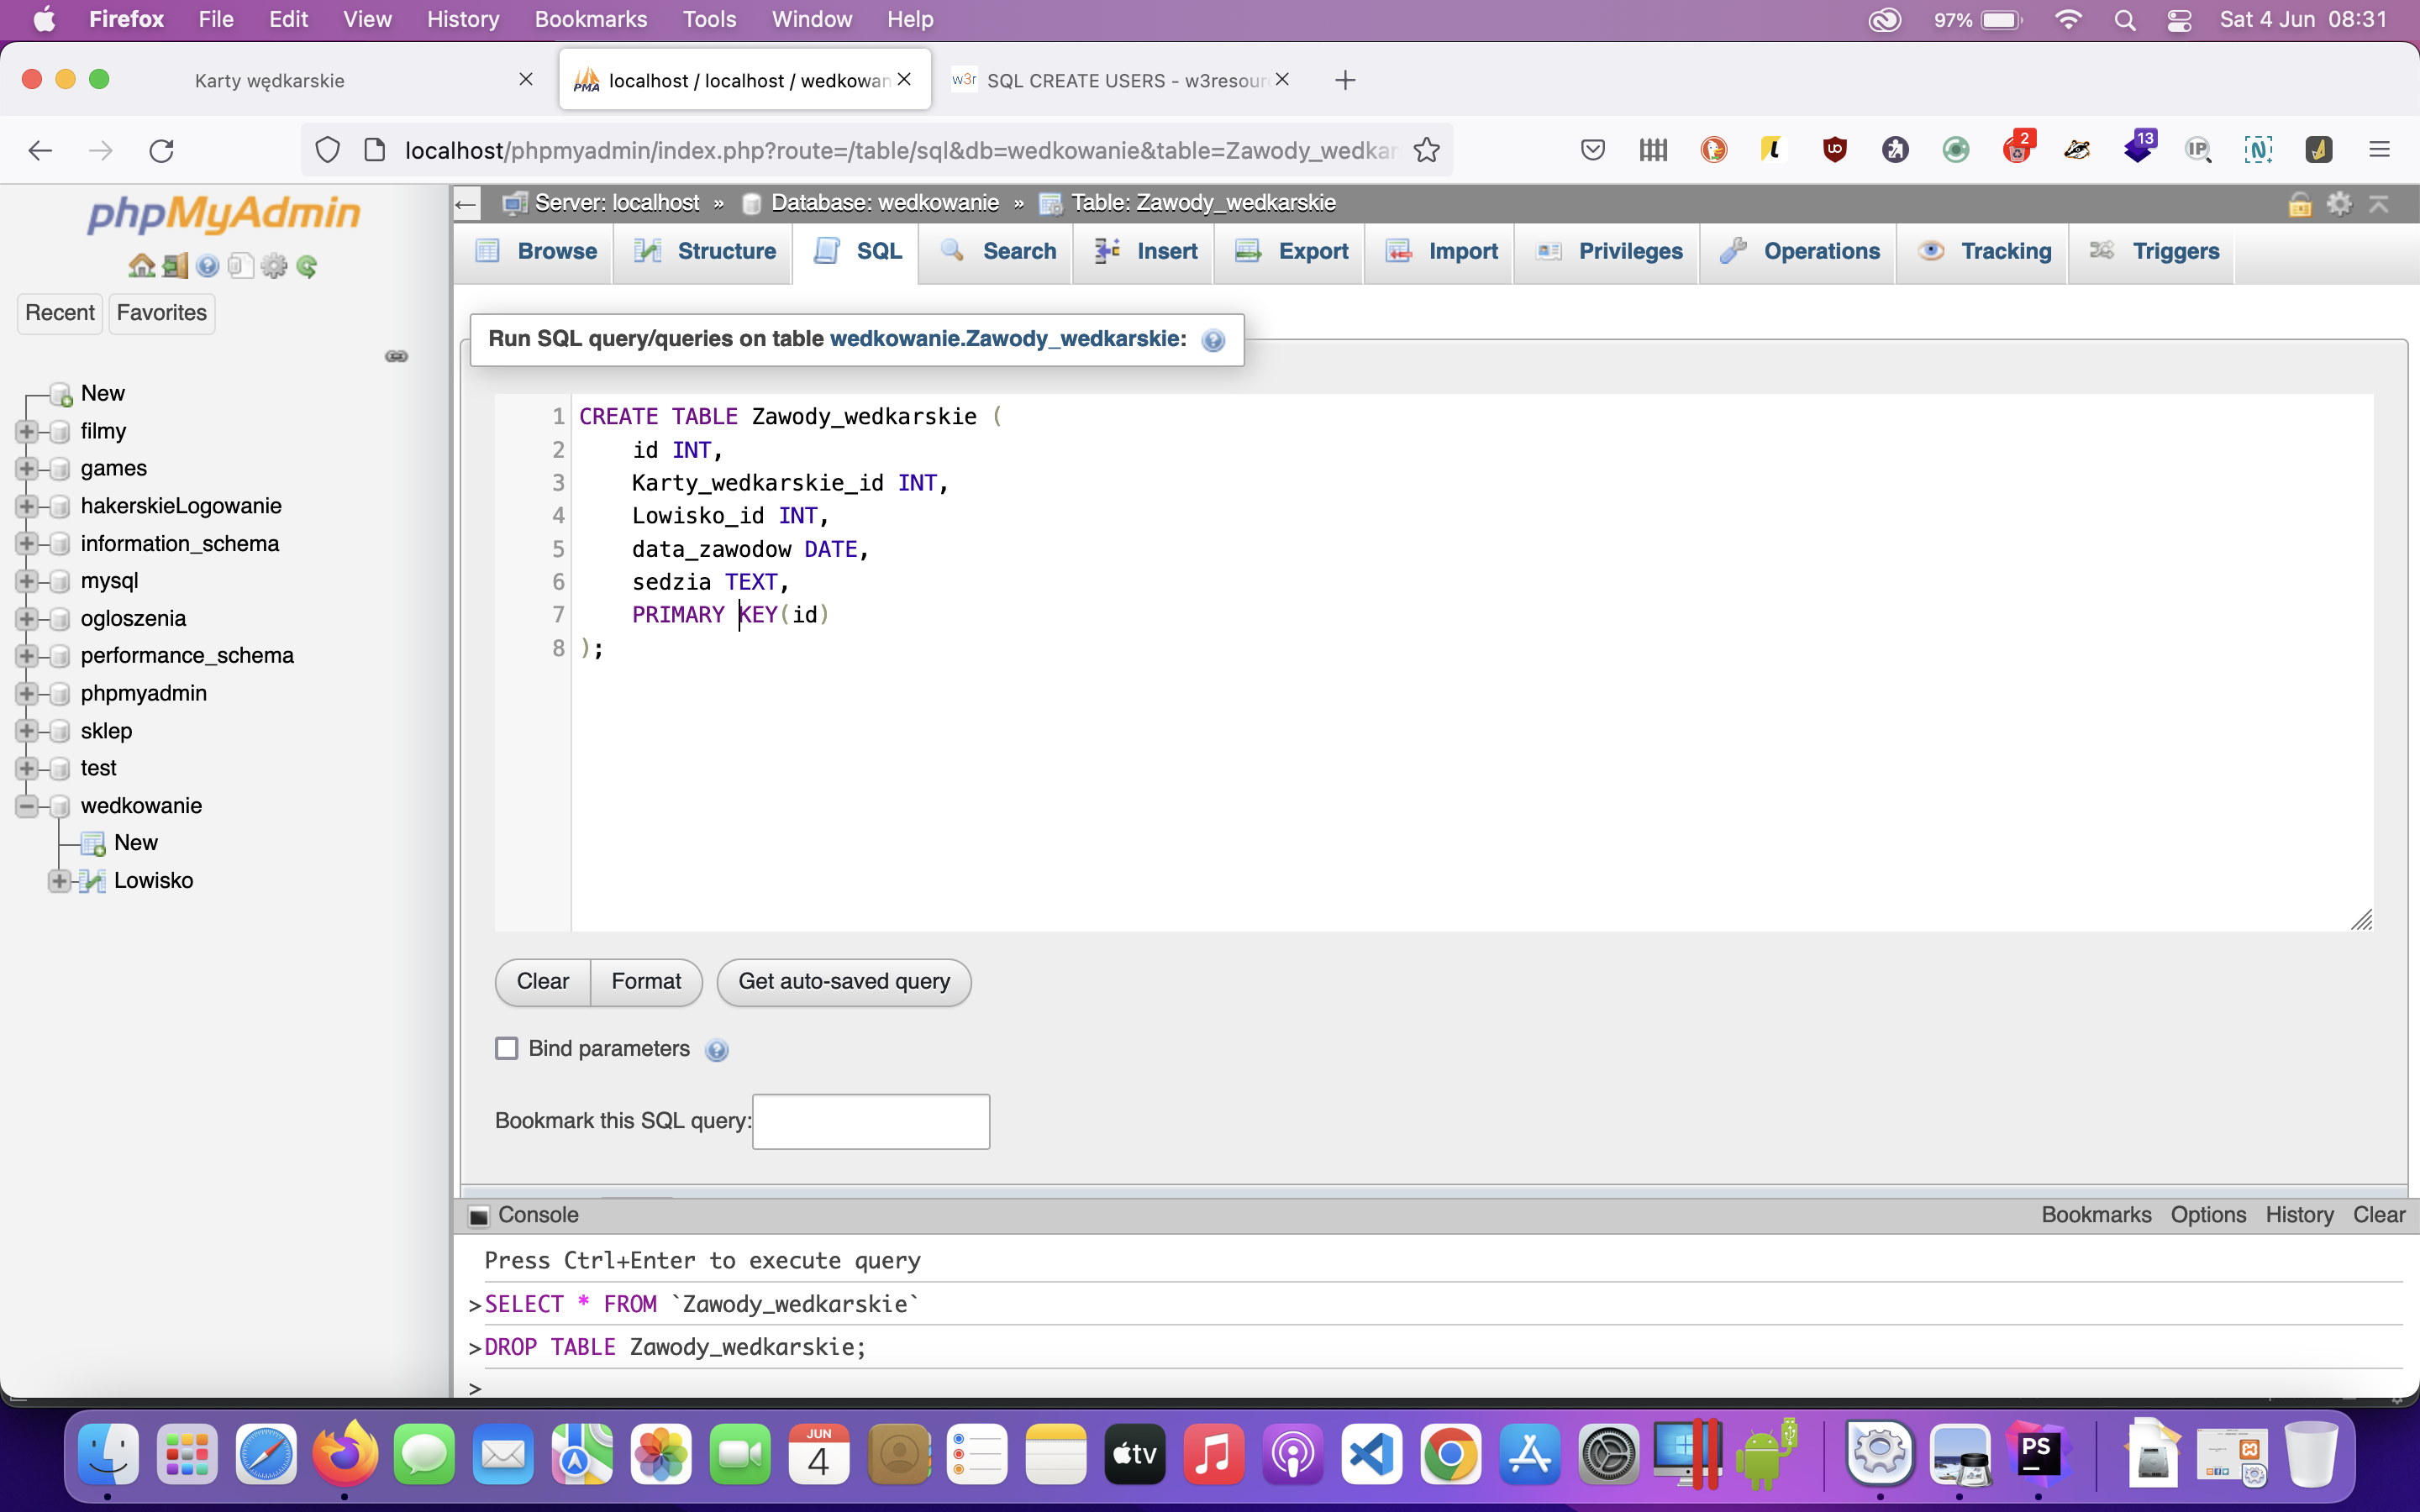 Firefox File Edit View History Bookmarks Tools Window Help 97% Sat 4 Jun 08:31
Karty wędkarskie
PMA localhost / localhost / wedkowan
w3r SQL CREATE USERS - w3resour
localhost/phpmyadmin/index.php?route=/table/sql&db=wedkowanie&table=Zawody_wedkar
2
13
IP
phpMyAdmin
Recent Favorites
New
filmy
games
hakerskieLogowanie
information_schema
mysql
ogloszenia
performance_schema
phpmyadmin
sklep
test
wedkowanie
New
Lowisko
Server: localhost » Database: wedkowanie » Table: Zawody_wedkarskie
Browse Structure SQL Search Insert Export Import Privileges Operations Tracking Triggers
Run SQL query/queries on table wedkowanie.Zawody_wedkarskie:
1 CREATE TABLE Zawody_wedkarskie (
2 id INT,
3 Karty_wedkarskie_id INT,
4 Lowisko_id INT,
5 data_zawodow DATE,
6 sedzia TEXT,
7 PRIMARY KEY(id)
8 );
Clear Format Get auto-saved query
Bind parameters
Bookmark this SQL query:
Console Bookmarks Options History Clear
Press Ctrl+Enter to execute query
>SELECT * FROM `Zawody_wedkarskie`
>DROP TABLE Zawody_wedkarskie;
>
JUN
4
tv
PS